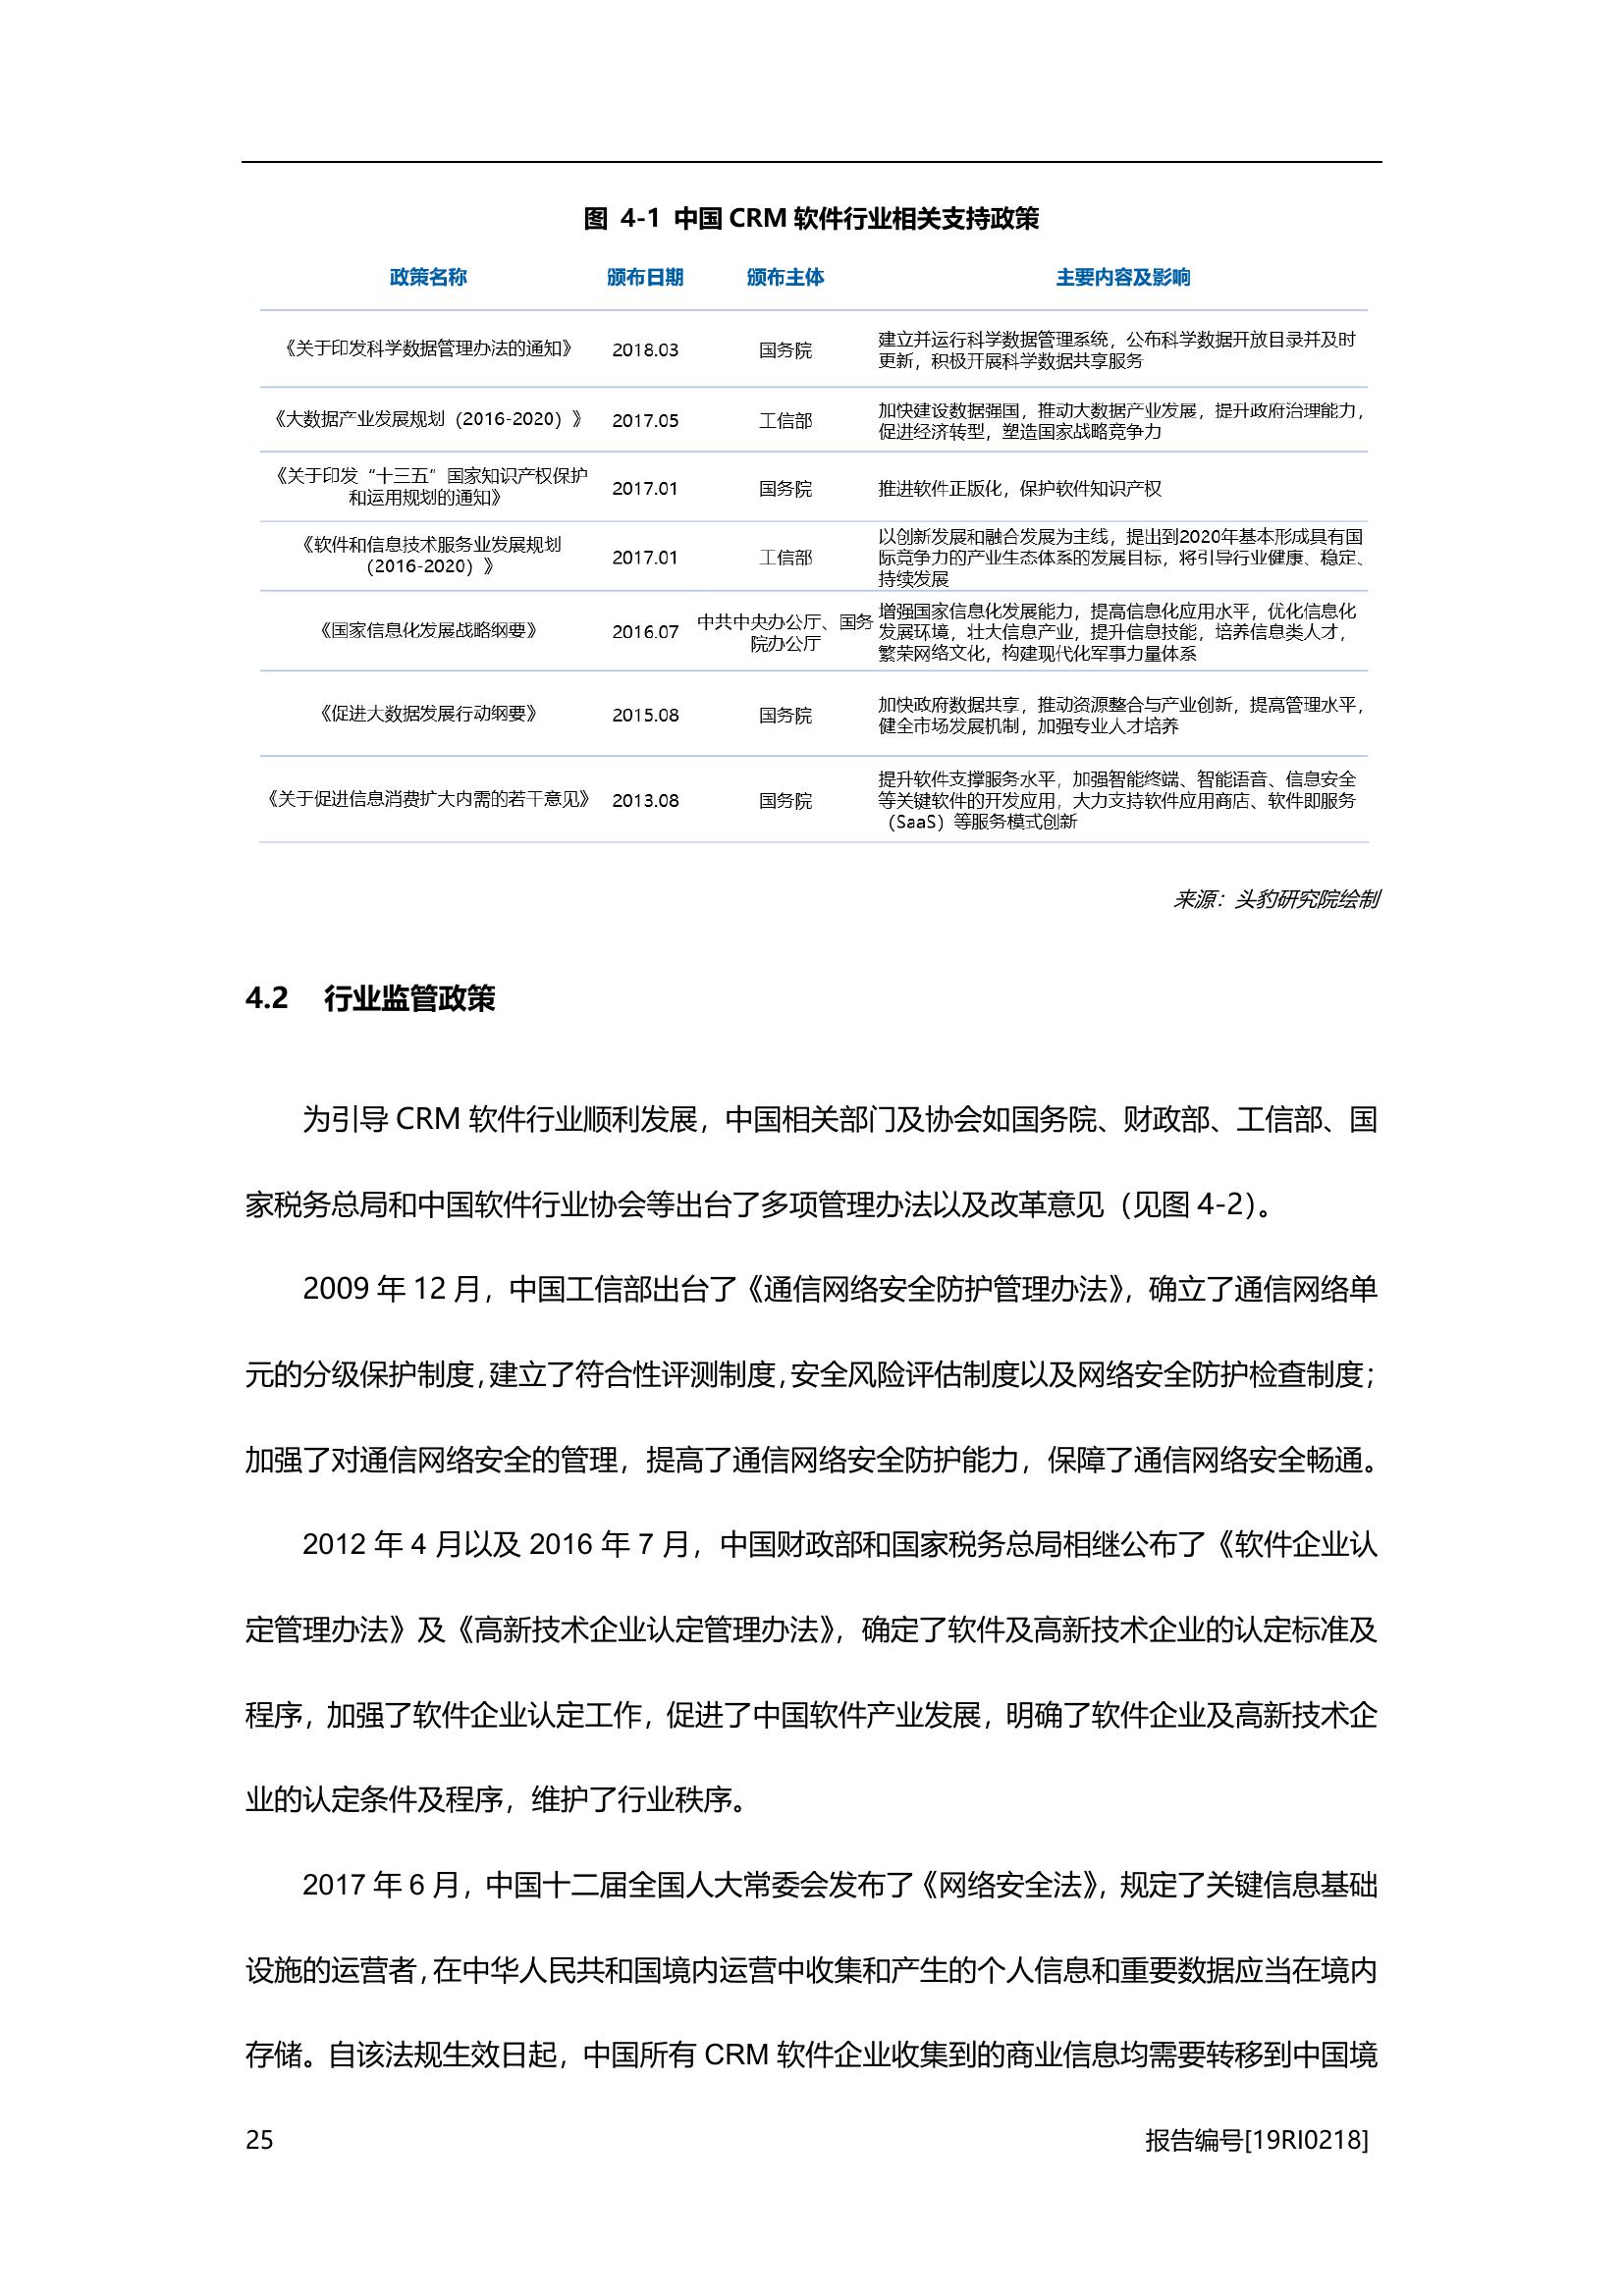 图 4-1 中国 CRM 软件行业相关支持政策
政策名称 颁布日期 颁布主体 主要内容及影响
《关于印发科学数据管理办法的通知》 2018.03 国务院 建立并运行科学数据管理系统，公布科学数据开放目录并及时
更新，积极开展科学数据共享服务
《大数据产业发展规划（2016-2020）》 2017.05 工信部 加快建设数据强国，推动大数据产业发展，提升政府治理能力，
促进经济转型，塑造国家战略竞争力
《关于印发“十三五”国家知识产权保护
和运用规划的通知》 2017.01 国务院 推进软件正版化，保护软件知识产权
《软件和信息技术服务业发展规划
（2016-2020）》 2017.01 工信部 以创新发展和融合发展为主线，提出到2020年基本形成具有国
际竞争力的产业生态体系的发展目标，将引导行业健康、稳定、
持续发展
《国家信息化发展战略纲要》 2016.07 中共中央办公厅、国务
院办公厅 增强国家信息化发展能力，提高信息化应用水平，优化信息化
发展环境，壮大信息产业，提升信息技能，培养信息类人才，
繁荣网络文化，构建现代化军事力量体系
《促进大数据发展行动纲要》 2015.08 国务院 加快政府数据共享，推动资源整合与产业创新，提高管理水平，
健全市场发展机制，加强专业人才培养
《关于促进信息消费扩大内需的若干意见》 2013.08 国务院 提升软件支撑服务水平，加强智能终端、智能语音、信息安全
等关键软件的开发应用，大力支持软件应用商店、软件即服务
（SaaS）等服务模式创新
来源：头豹研究院绘制
4.2 行业监管政策
为引导 CRM 软件行业顺利发展，中国相关部门及协会如国务院、财政部、工信部、国
家税务总局和中国软件行业协会等出台了多项管理办法以及改革意见（见图 4-2）。
2009 年 12 月，中国工信部出台了《通信网络安全防护管理办法》，确立了通信网络单
元的分级保护制度，建立了符合性评测制度，安全风险评估制度以及网络安全防护检查制度；
加强了对通信网络安全的管理，提高了通信网络安全防护能力，保障了通信网络安全畅通。
2012 年 4 月以及 2016 年 7 月，中国财政部和国家税务总局相继公布了《软件企业认
定管理办法》及《高新技术企业认定管理办法》，确定了软件及高新技术企业的认定标准及
程序，加强了软件企业认定工作，促进了中国软件产业发展，明确了软件企业及高新技术企
业的认定条件及程序，维护了行业秩序。
2017 年 6 月，中国十二届全国人大常委会发布了《网络安全法》，规定了关键信息基础
设施的运营者，在中华人民共和国境内运营中收集和产生的个人信息和重要数据应当在境内
存储。自该法规生效日起，中国所有 CRM 软件企业收集到的商业信息均需要转移到中国境
25 报告编号[19RI0218]